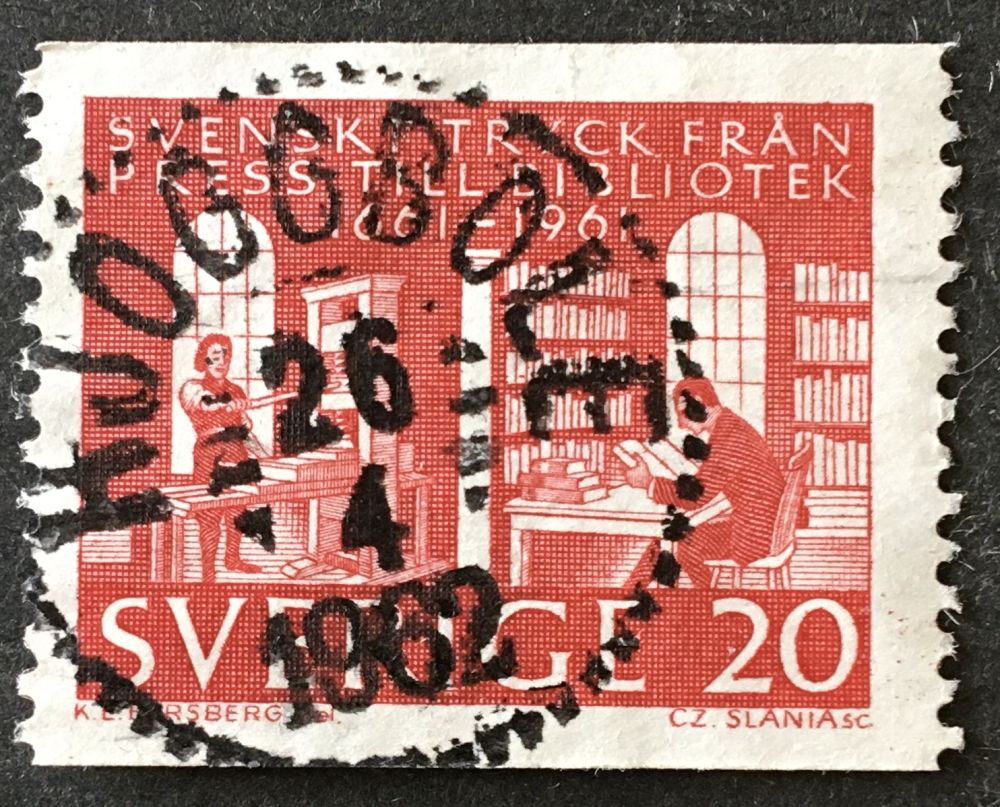 SVENSKT TRYCK FRÅN
PRESS TILL BIBLIOTEK
1661-1961
26
4
1962
SVERIGE 20
CZ. SLANIA SC.